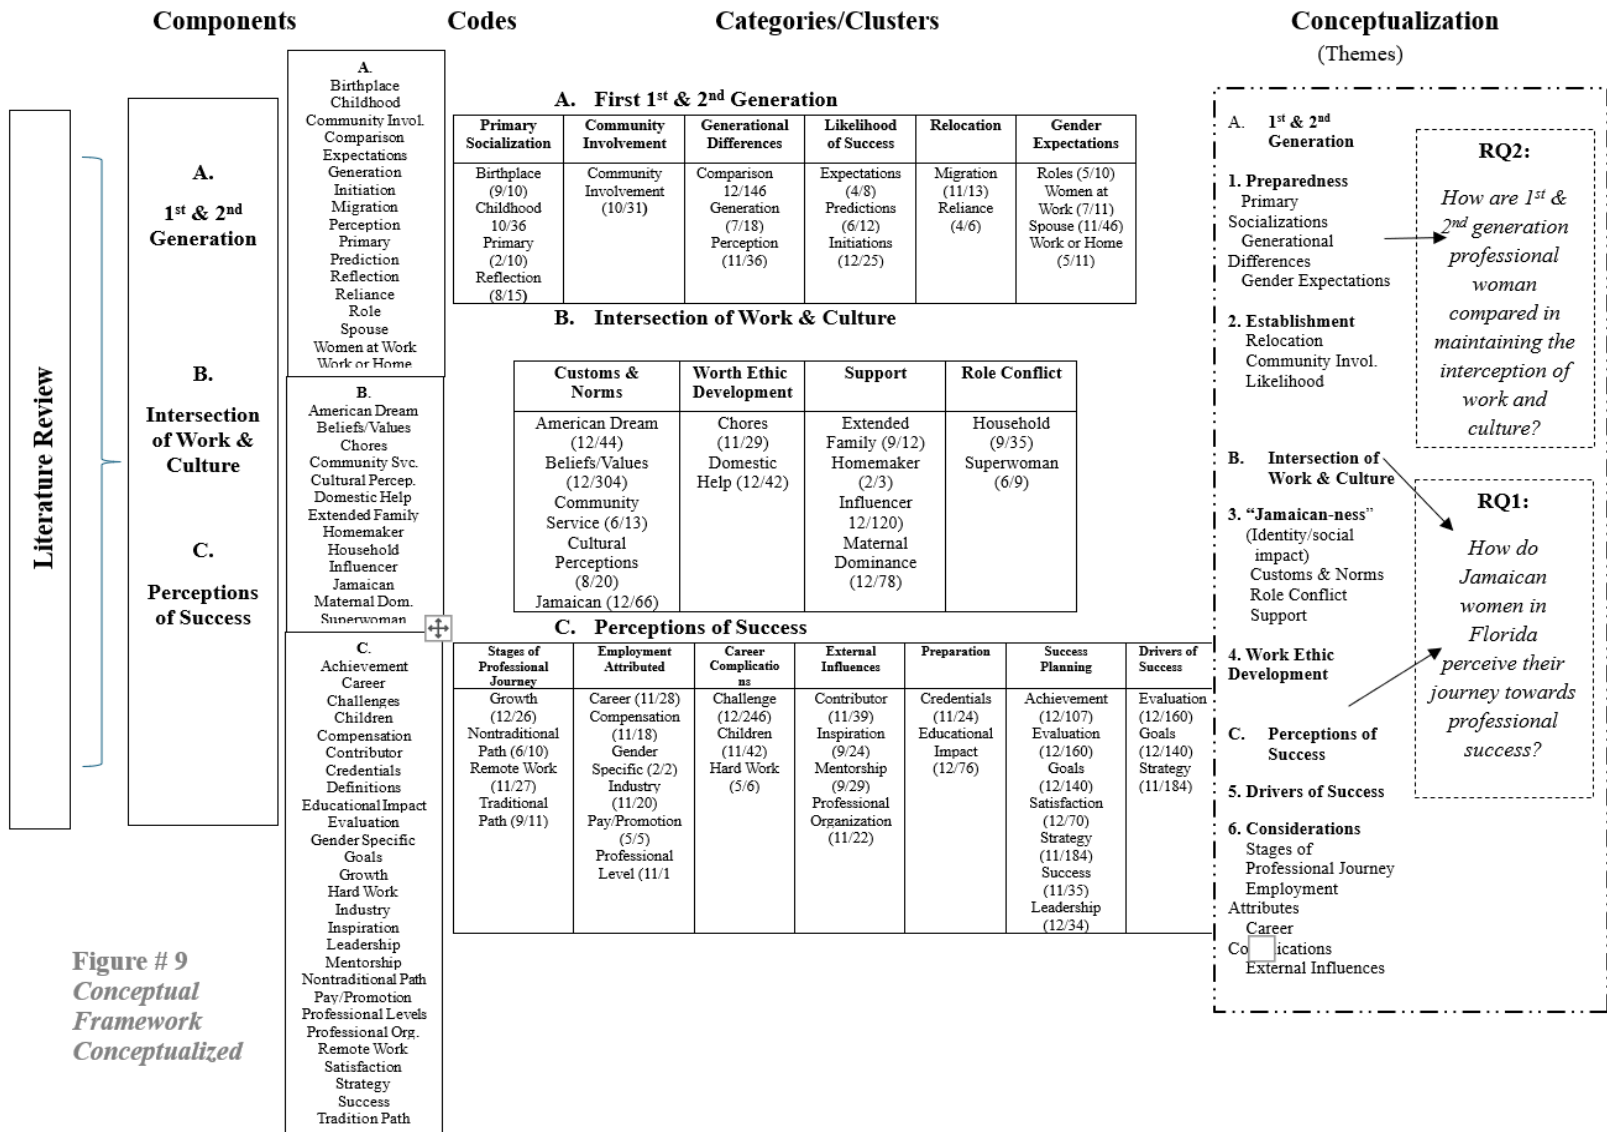 Components
Codes
Categories/Clusters
Conceptualization
(Themes)
Literature Review
A.
1st & 2nd
Generation
B.
Intersection
of Work &
Culture
C.
Perceptions
of Success
A.
Birthplace
Childhood
Community Invol.
Comparison
Expectations
Generation
Initiation
Migration
Perception
Primary
Prediction
Reflection
Reliance
Role
Spouse
Women at Work
Work or Home
B.
American Dream
Beliefs/Values
Chores
Community Svc.
Cultural Percep.
Domestic Help
Extended Family
Homemaker
Household
Influencer
Jamaican
Maternal Dom.
Superwoman
C.
Achievement
Career
Challenges
Children
Compensation
Contributor
Credentials
Definitions
Educational Impact
Evaluation
Gender Specific
Goals
Growth
Hard Work
Industry
Inspiration
Leadership
Mentorship
Nontraditional Path
Pay/Promotion
Professional Levels
Professional Org.
Remote Work
Satisfaction
Strategy
Success
Tradition Path
A. First 1st & 2nd Generation
Primary
Socialization
Community
Involvement
Generational
Differences
Likelihood
of Success
Relocation
Gender
Expectations
Birthplace
(9/10)
Childhood
10/36
Primary
(2/10)
Reflection
(8/15)
Community
Involvement
(10/31)
Comparison
12/146
Generation
(7/18)
Perception
(11/36)
Expectations
(4/8)
Predictions
(6/12)
Initiations
(12/25)
Migration
(11/13)
Reliance
(4/6)
Roles (5/10)
Women at
Work (7/11)
Spouse (11/46)
Work or Home
(5/11)
B. Intersection of Work & Culture
Customs &
Norms
Worth Ethic
Development
Support
Role Conflict
American Dream
(12/44)
Beliefs/Values
(12/304)
Community
Service (6/13)
Cultural
Perceptions
(8/20)
Jamaican (12/66)
Chores
(11/29)
Domestic
Help (12/42)
Extended
Family (9/12)
Homemaker
(2/3)
Influencer
12/120)
Maternal
Dominance
(12/78)
Household
(9/35)
Superwoman
(6/9)
C. Perceptions of Success
Stages of
Professional
Journey
Employment
Attributed
Career
Complicatio
ns
External
Influences
Preparation
Success
Planning
Drivers of
Success
Growth
(12/26)
Nontraditional
Path (6/10)
Remote Work
(11/27)
Traditional
Path (9/11)
Career (11/28)
Compensation
(11/18)
Gender
Specific (2/2)
Industry
(11/20)
Pay/Promotion
(5/5)
Professional
Level (11/1
Challenge
(12/246)
Children
(11/42)
Hard Work
(5/6)
Contributor
(11/39)
Inspiration
(9/24)
Mentorship
(9/29)
Professional
Organization
(11/22)
Credentials
(11/24)
Educational
Impact
(12/76)
Achievement
(12/107)
Evaluation
(12/160)
Goals
(12/140)
Satisfaction
(12/70)
Strategy
(11/184)
Success
(11/35)
Leadership
(12/34)
Evaluation
(12/160)
Goals
(12/140)
Strategy
(11/184)
A. 1st & 2nd
Generation
1. Preparedness
Primary
Socializations
Generational
Differences
Gender Expectations
2. Establishment
Relocation
Community Invol.
Likelihood
B. Intersection of
Work & Culture
3. “Jamaican-ness”
(Identity/social
impact)
Customs & Norms
Role Conflict
Support
4. Work Ethic
Development
C. Perceptions of
Success
5. Drivers of Success
6. Considerations
Stages of
Professional Journey
Employment
Attributes
Career
External Influences
RQ2:
How are 1st &
2nd generation
professional
woman
compared in
maintaining the
interception of
work and
culture?
RQ1:
How do
Jamaican
women in
Florida
perceive their
journey towards
professional
success?
Figure # 9
Conceptual
Framework
Conceptualized